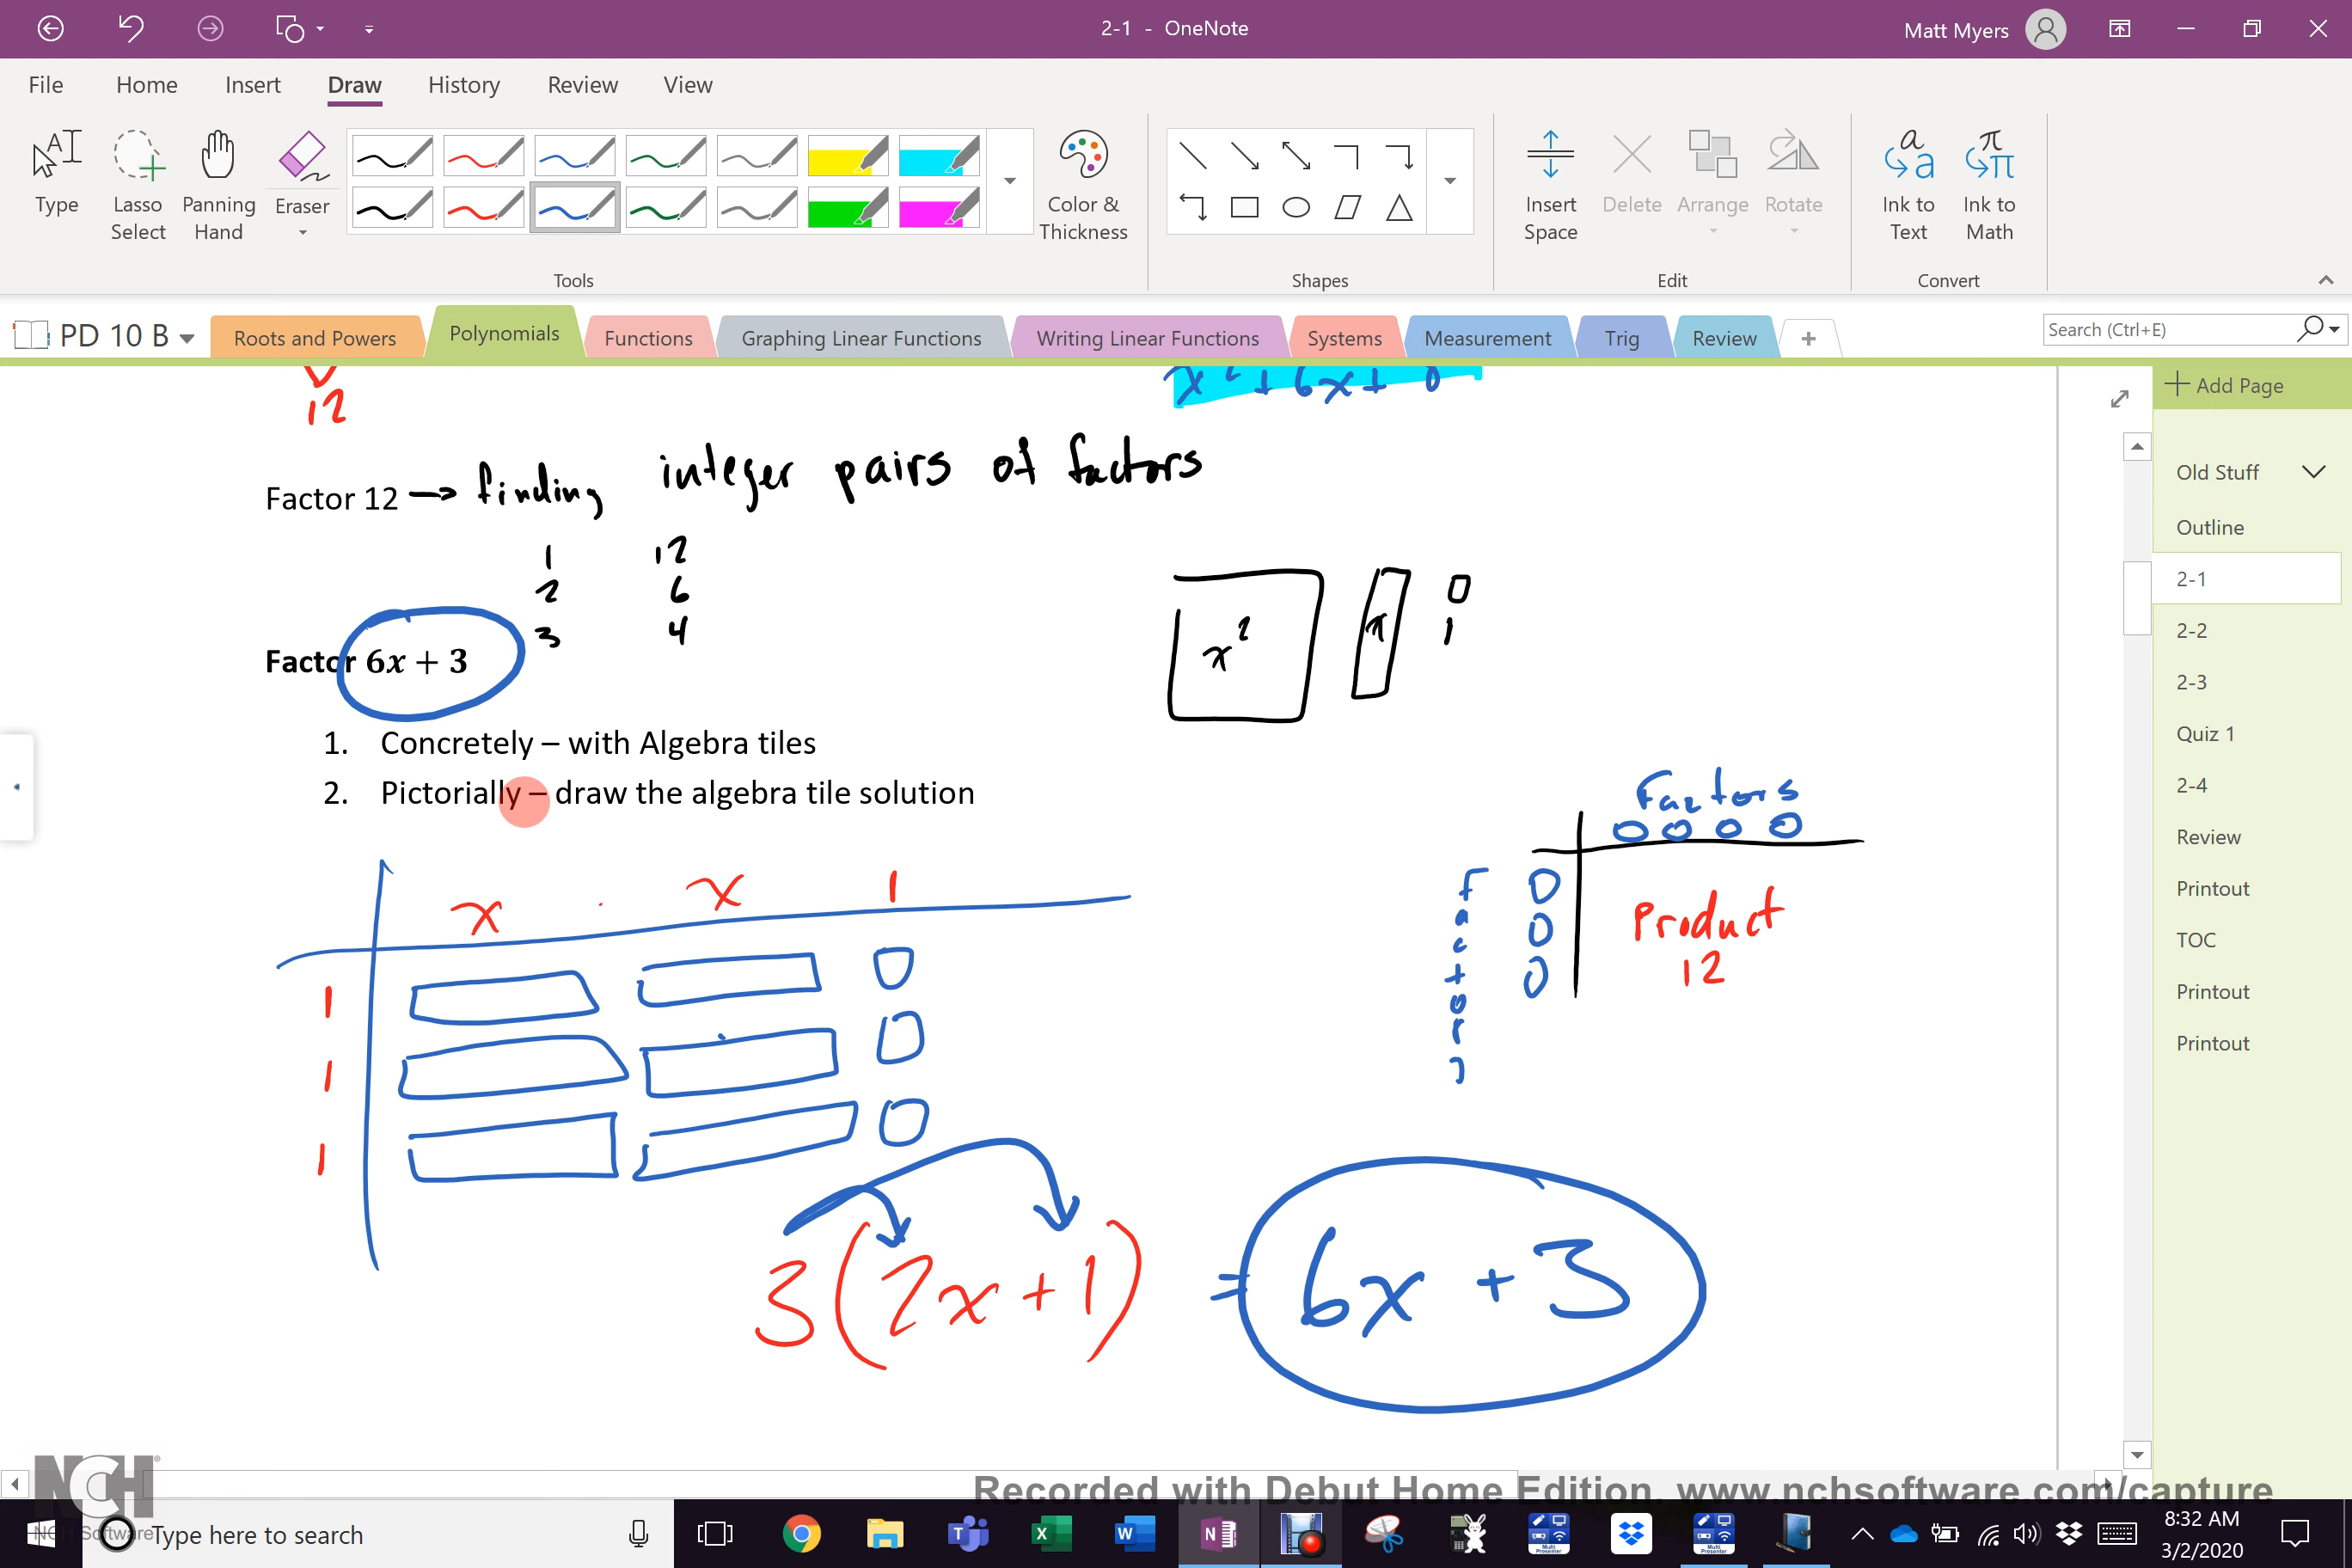 2-1 - OneNote
Matt Myers
File Home Insert Draw History Review View
Type
Lasso Select
Panning Hand
Eraser
Color & Thickness
Insert Space
Delete
Arrange
Rotate
Ink to Text
Ink to Math
Tools
Shapes
Edit
Convert
PD 10 B
Roots and Powers
Polynomials
Functions
Graphing Linear Functions
Writing Linear Functions
Systems
Measurement
Trig
Review
+
Search (Ctrl+E)
Add Page
Old Stuff
Outline
2-1
2-2
2-3
Quiz 1
2-4
Review
Printout
TOC
Printout
Printout
12
x² + 6x + 8
Factor 12 → finding integer pairs of factors
1 12
2 6
3 4
Factor 6x + 3
x² x 1
1. Concretely – with Algebra tiles
2. Pictorially – draw the algebra tile solution
Factors
Factors
Product
12
x x 1
1
1
1
3(2x + 1) = 6x + 3
NCH
NCH Software
Recorded with Debut Home Edition. www.nchsoftware.com/capture
Type here to search
8:32 AM
3/2/2020